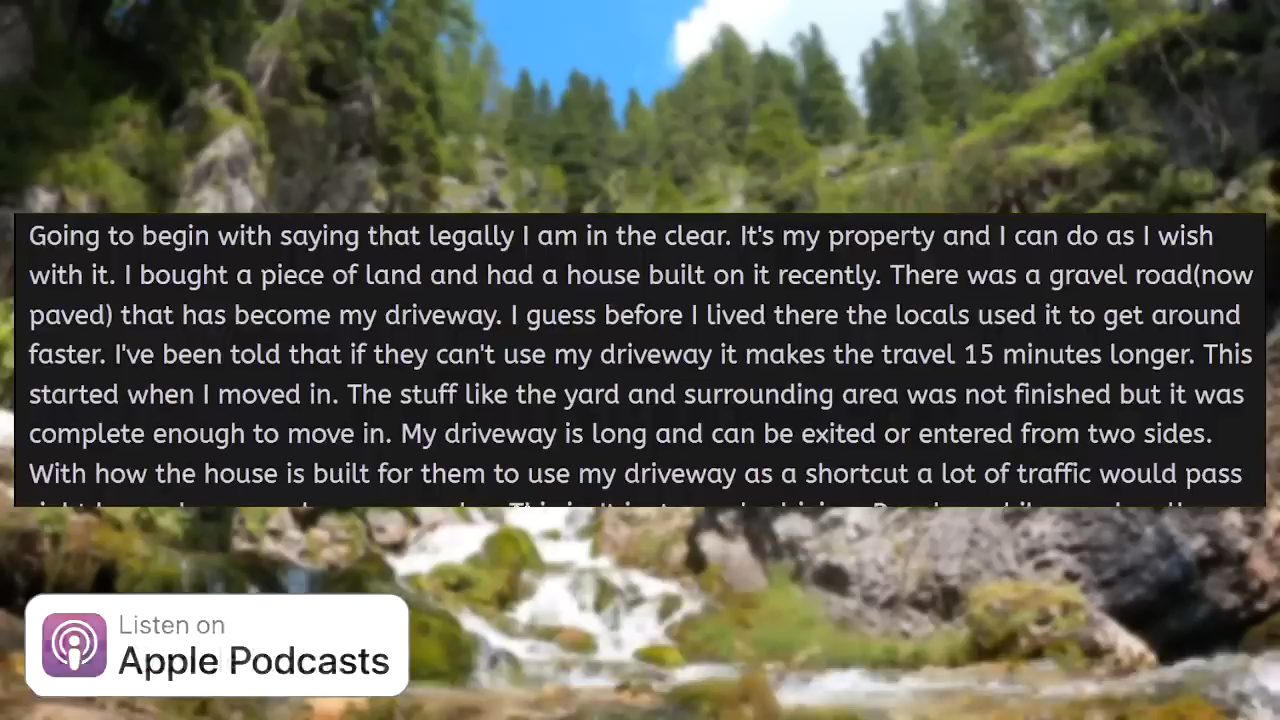 Going to begin with saying that legally I am in the clear. It's my property and I can do as I wish
with it. I bought a piece of land and had a house built on it recently. There was a gravel road(now
paved) that has become my driveway. I guess before I lived there the locals used it to get around
faster. I've been told that if they can't use my driveway it makes the travel 15 minutes longer. This
started when I moved in. The stuff like the yard and surrounding area was not finished but it was
complete enough to move in. My driveway is long and can be exited or entered from two sides.
With how the house is built for them to use my driveway as a shortcut a lot of traffic would pass
Listen on
Apple Podcasts